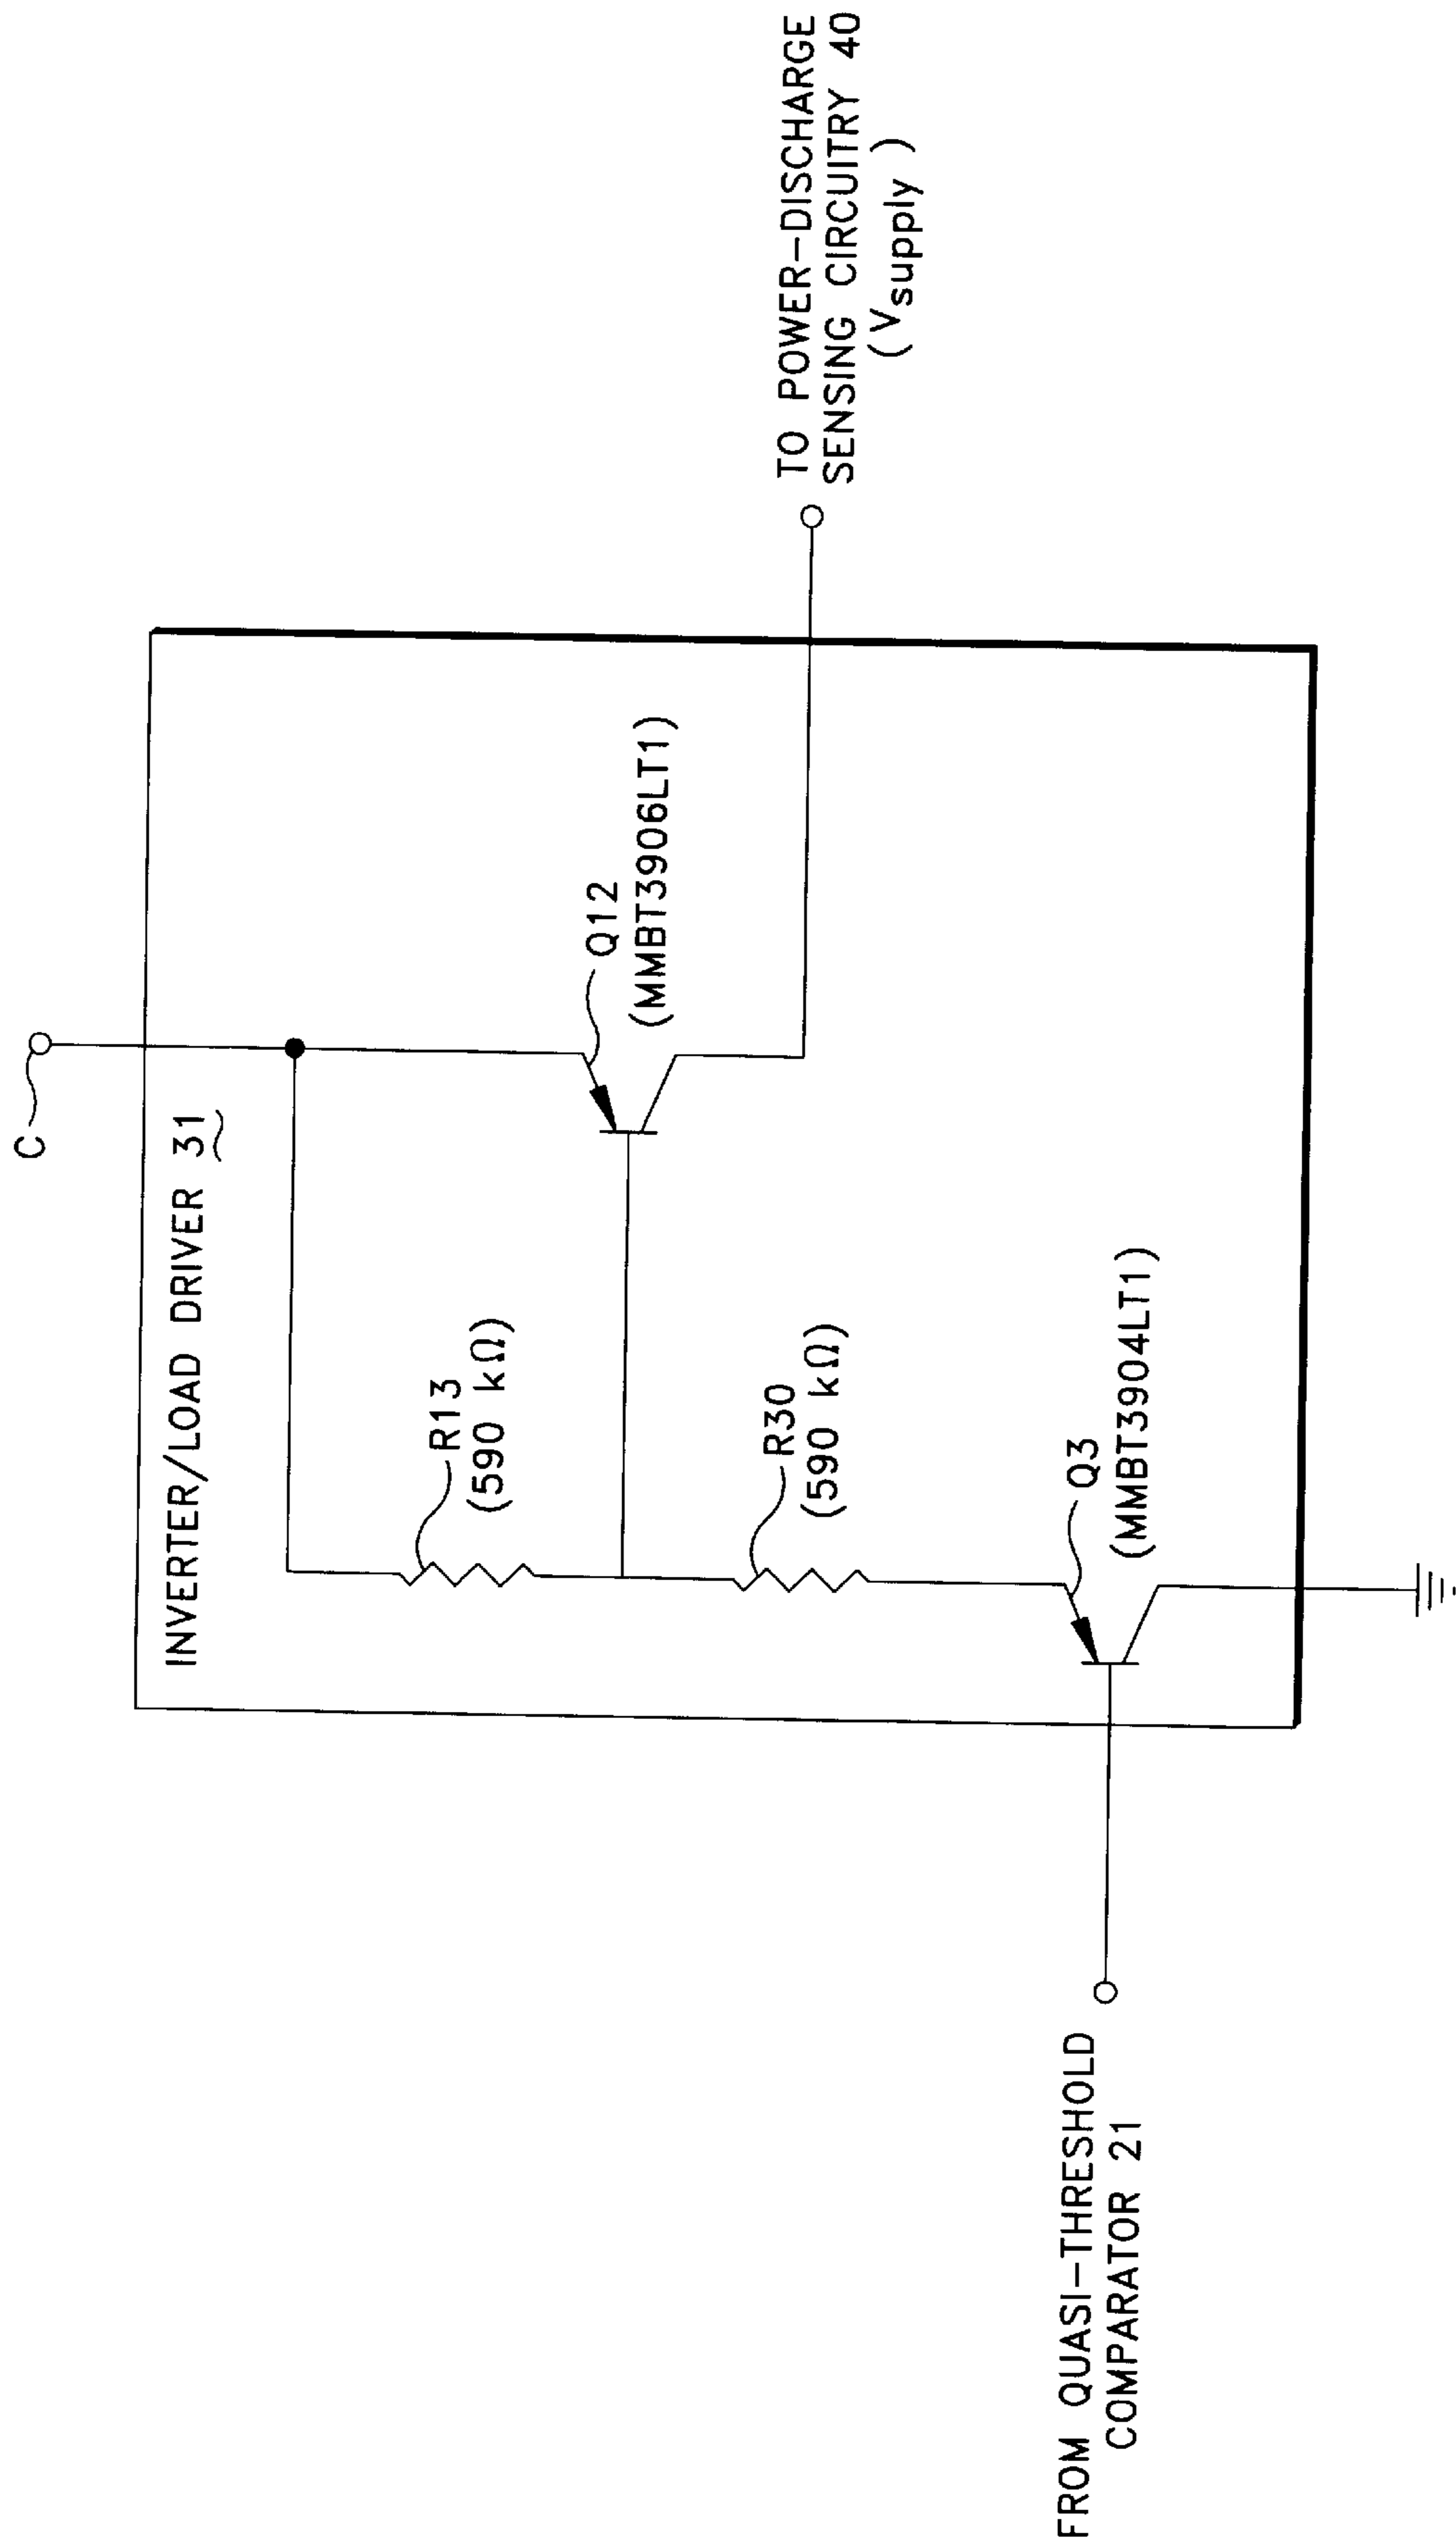 C
INVERTER/LOAD DRIVER 31
R13
(590 kΩ)
Q12
(MMBT3906LT1)
R30
(590 kΩ)
TO POWER-DISCHARGE
SENSING CIRCUITRY 40
(Vsupply)
Q3
(MMBT3904LT1)
FROM QUASI-THRESHOLD
COMPARATOR 21